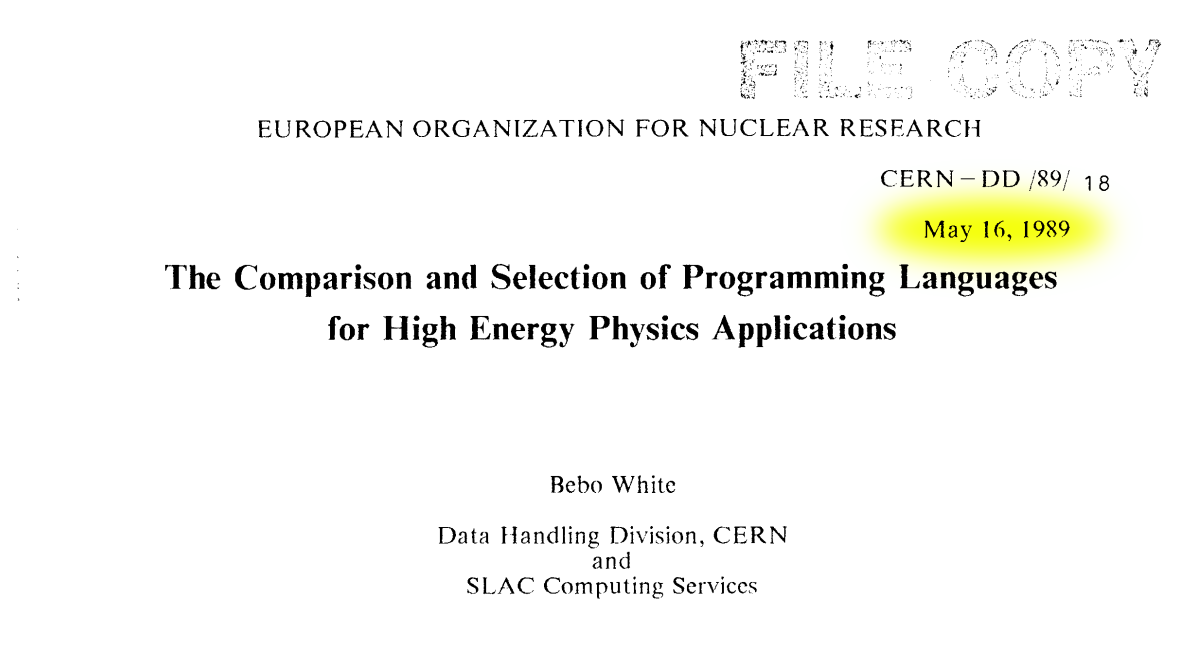 FILE COPY
EUROPEAN ORGANIZATION FOR NUCLEAR RESEARCH
CERN – DD /89/ 18
May 16, 1989
The Comparison and Selection of Programming Languages
for High Energy Physics Applications
Bebo White
Data Handling Division, CERN
and
SLAC Computing Services